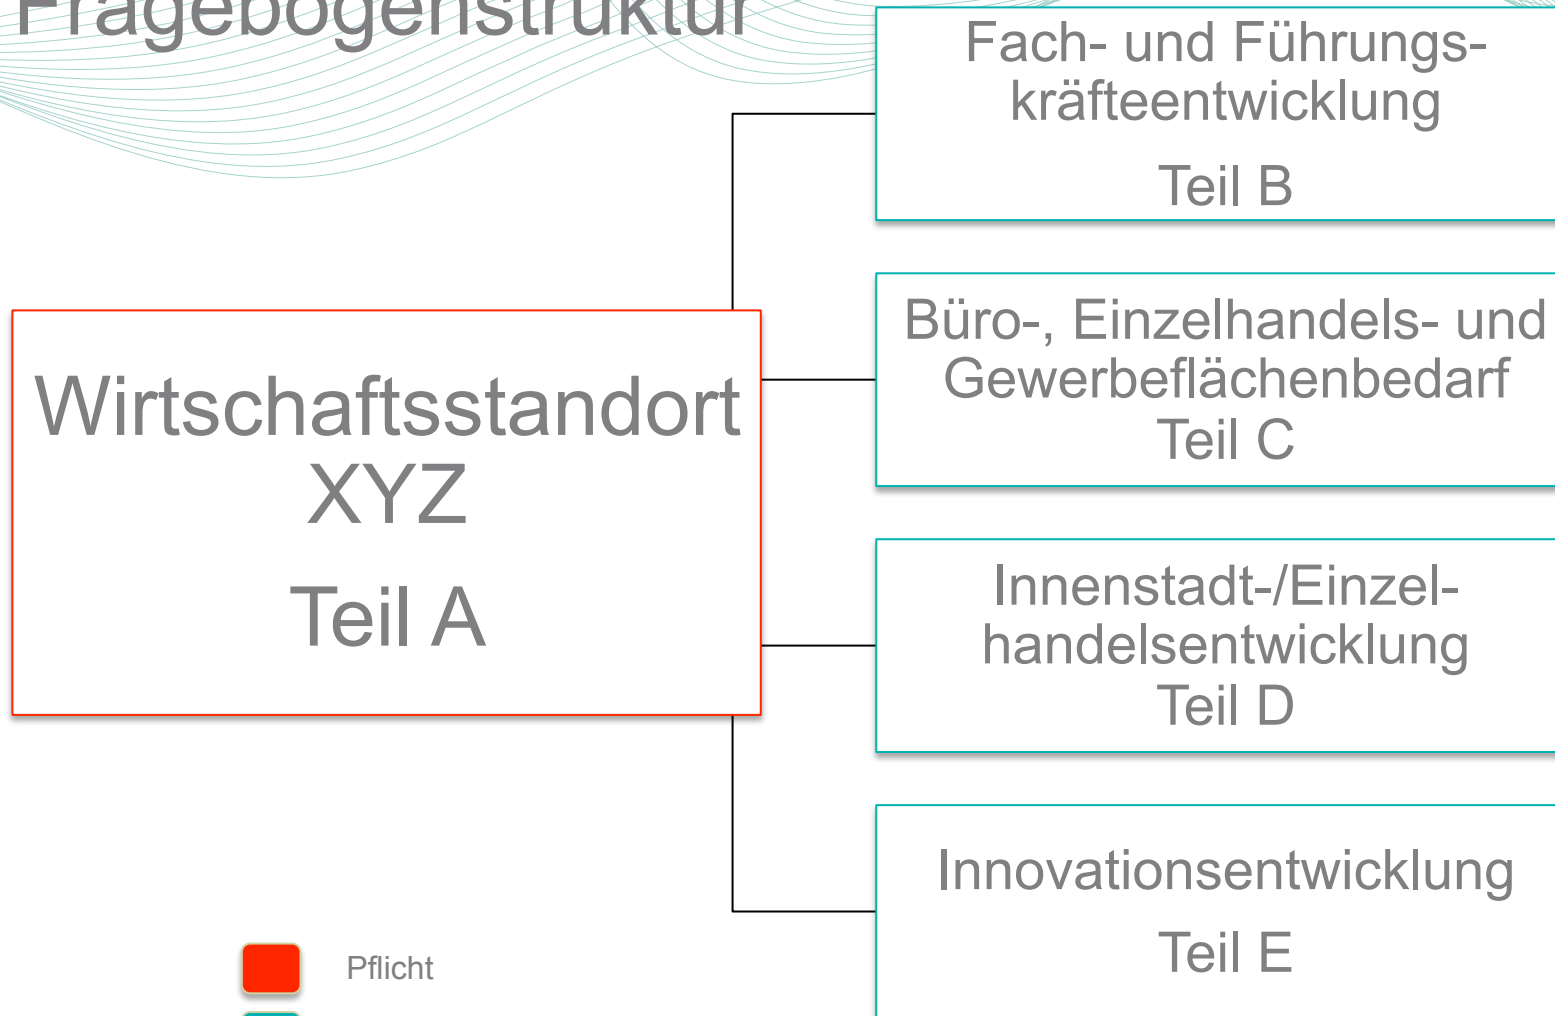 Fragebogenstruktur
Fach- und Führungs-
kräfteentwicklung
Teil B
Büro-, Einzelhandels- und
Gewerbeflächenbedarf
Teil C
Wirtschaftsstandort
XYZ
Teil A
Innenstadt-/Einzel-
handelsentwicklung
Teil D
Innovationsentwicklung
Teil E
Pflicht